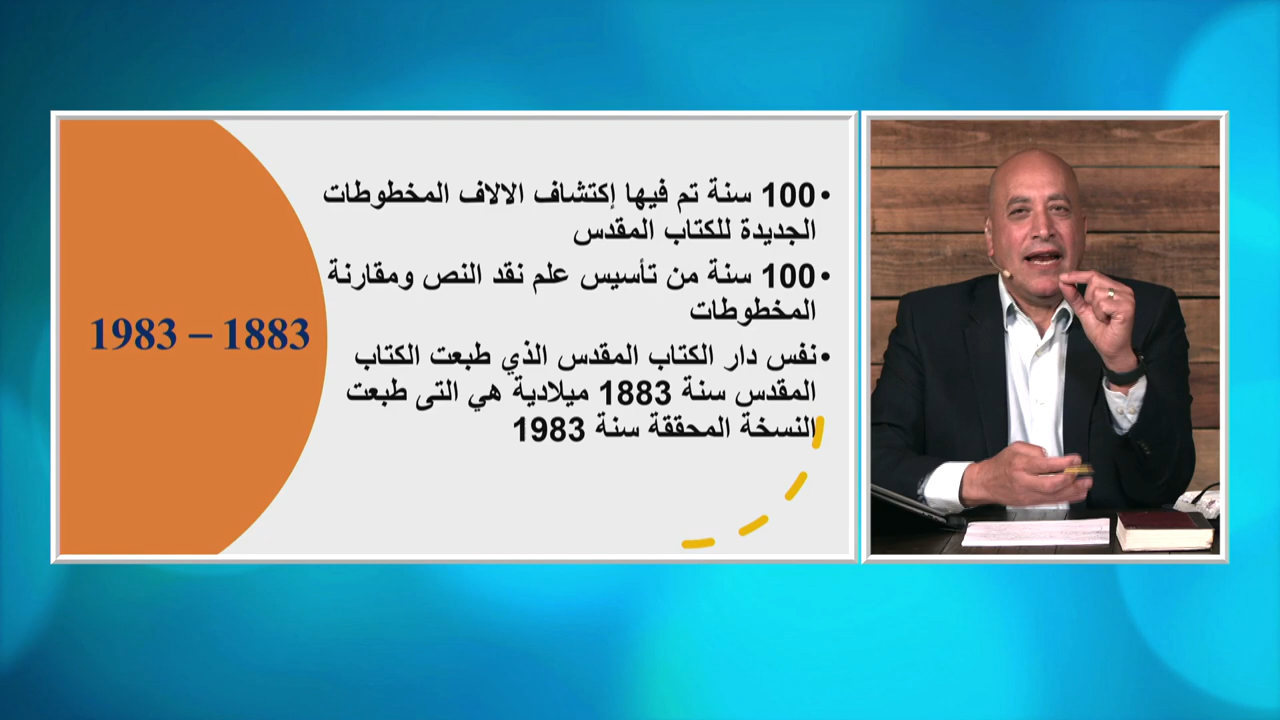 •100 سنة تم فيها إكتشاف الالاف المخطوطات
الجديدة للكتاب المقدس
•100 سنة من تأسيس علم نقد النص ومقارنة
المخطوطات
•نفس دار الكتاب المقدس الذي طبعت الكتاب
المقدس سنة 1883 ميلادية هي التى طبعت
النسخة المحققة سنة 1983
1883 – 1983